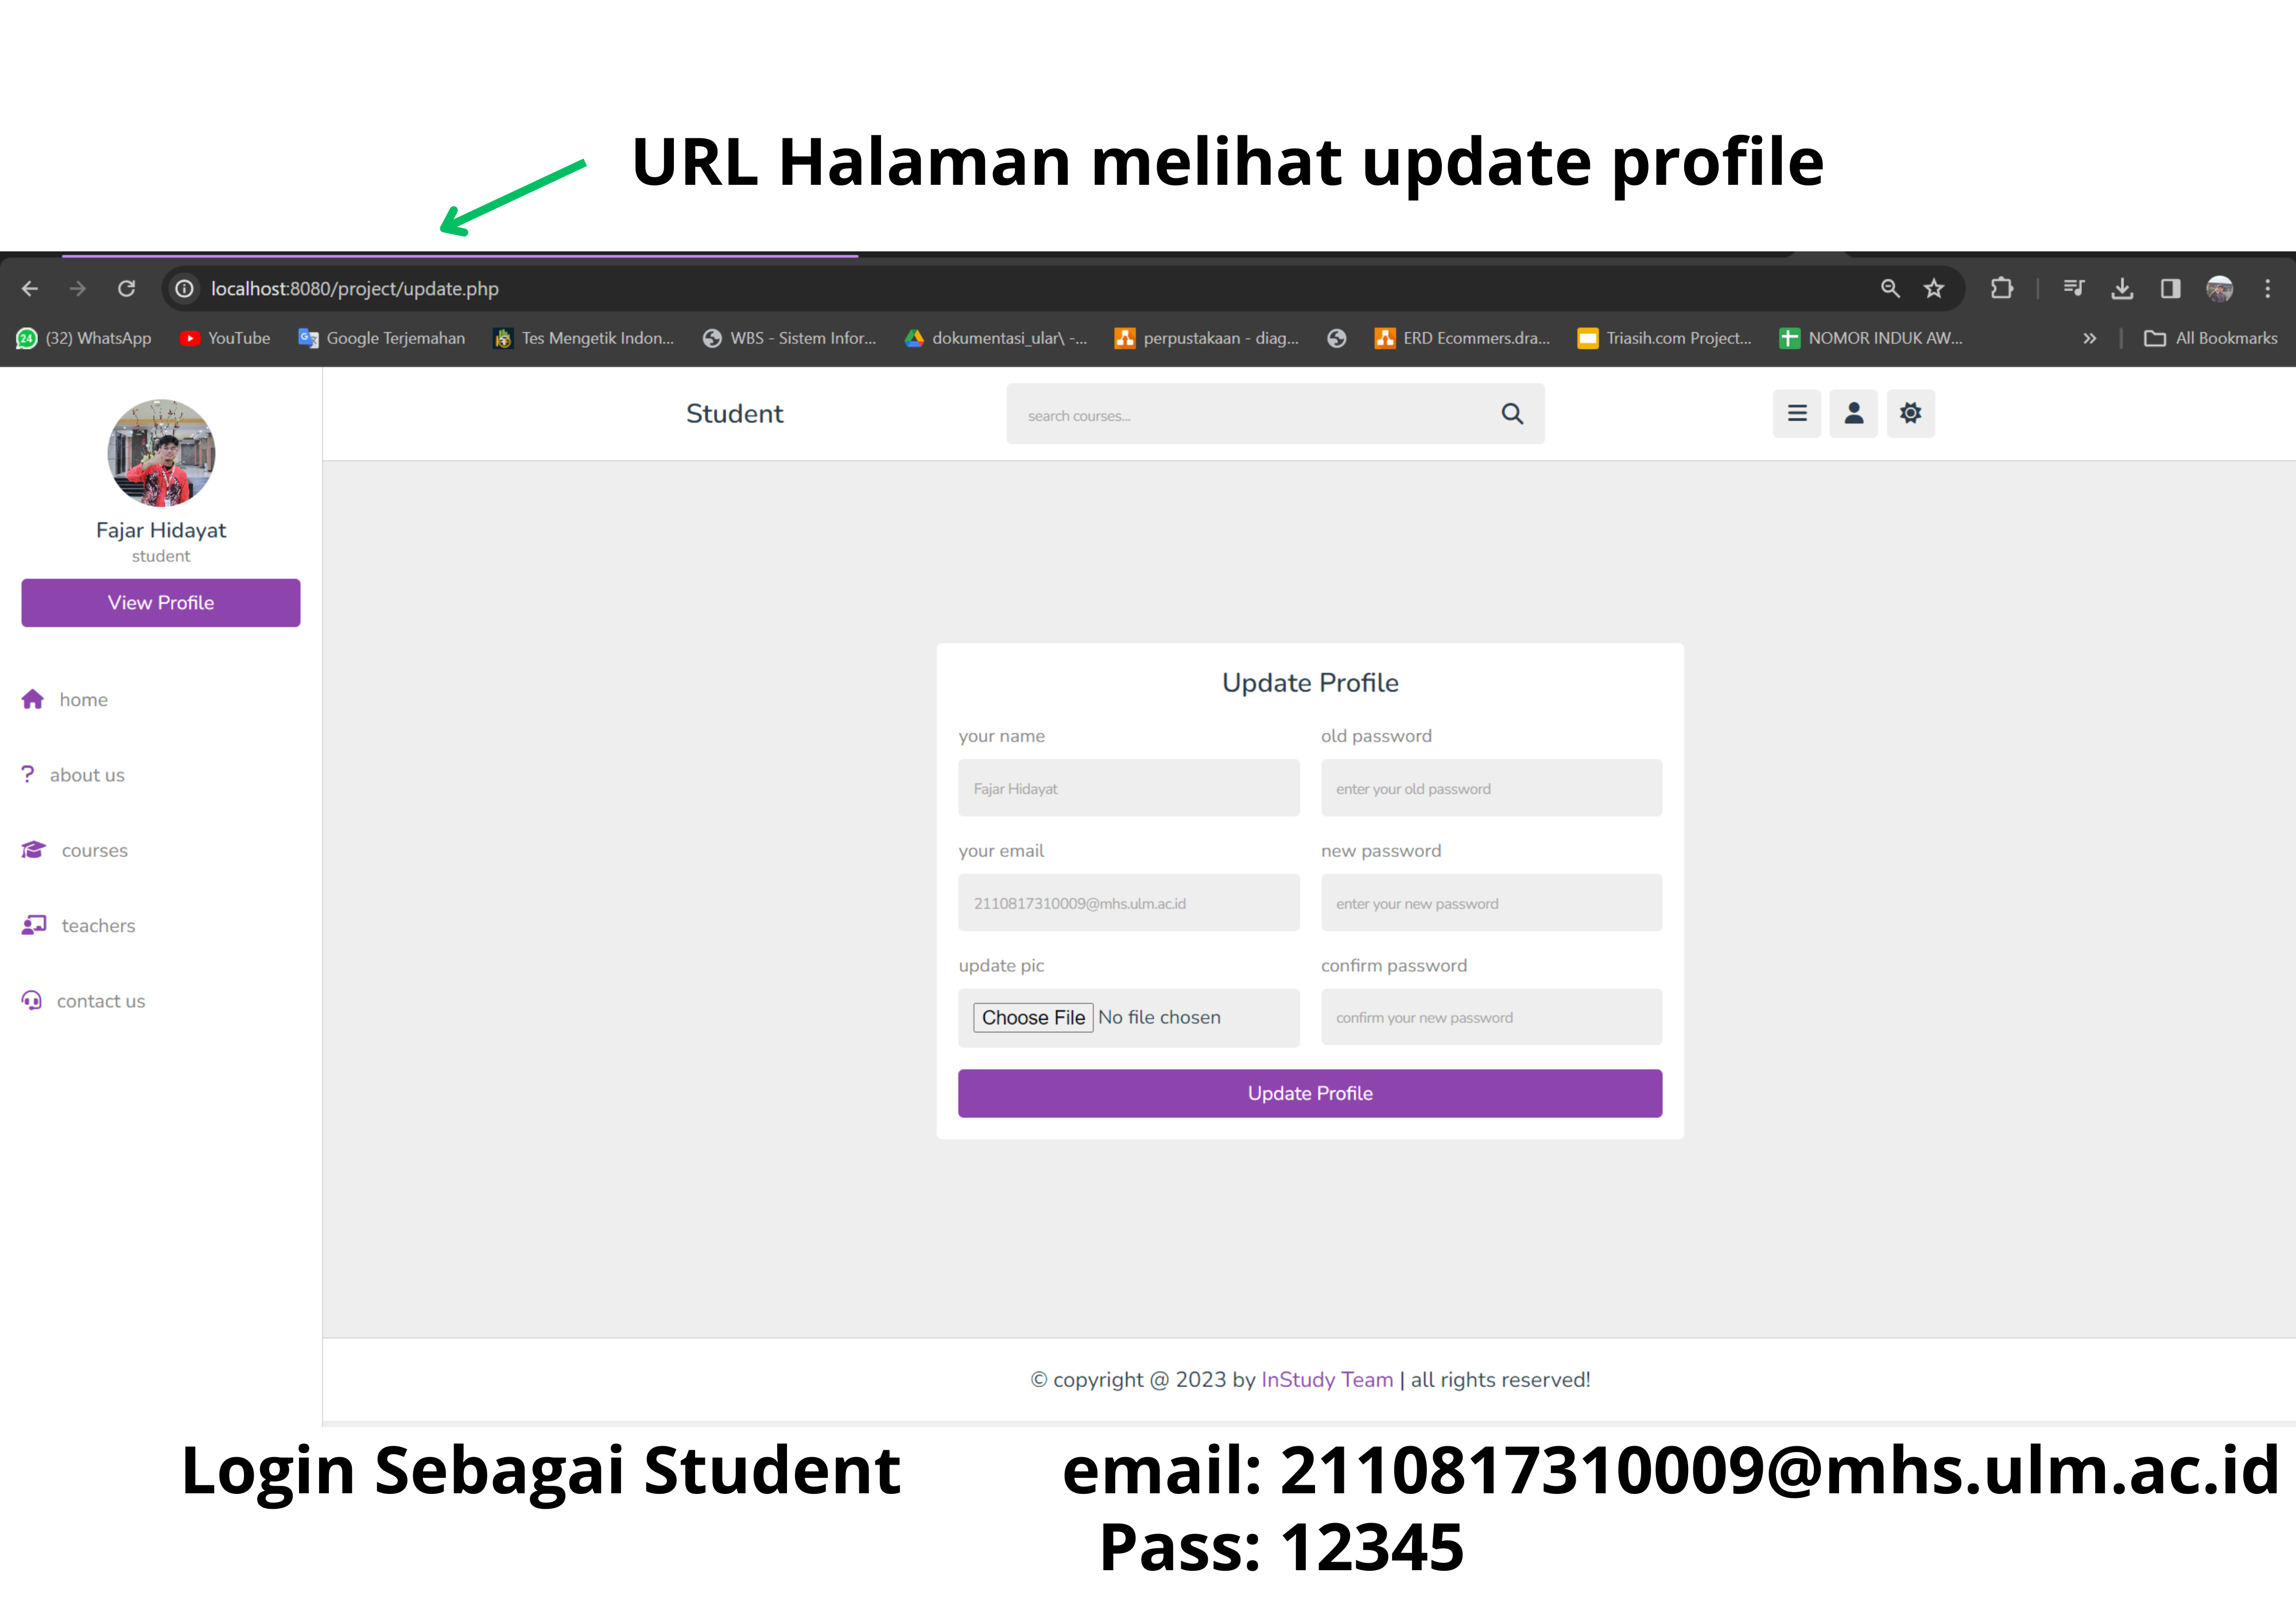 URL Halaman melihat update profile
localhost:8080/project/update.php
24 (32) WhatsApp YouTube Google Terjemahan Tes Mengetik Indon... WBS - Sistem Infor... dokumentasi_ular\ -... perpustakaan - diag... ERD Ecommers.dra... Triasih.com Project... NOMOR INDUK AW... » All Bookmarks
Student
search courses...
Fajar Hidayat
student
View Profile
home
about us
courses
teachers
contact us
Update Profile
your name
Fajar Hidayat
old password
enter your old password
your email
2110817310009@mhs.ulm.ac.id
new password
enter your new password
update pic
Choose File No file chosen
confirm password
confirm your new password
Update Profile
© copyright @ 2023 by InStudy Team | all rights reserved!
Login Sebagai Student
email: 2110817310009@mhs.ulm.ac.id
Pass: 12345